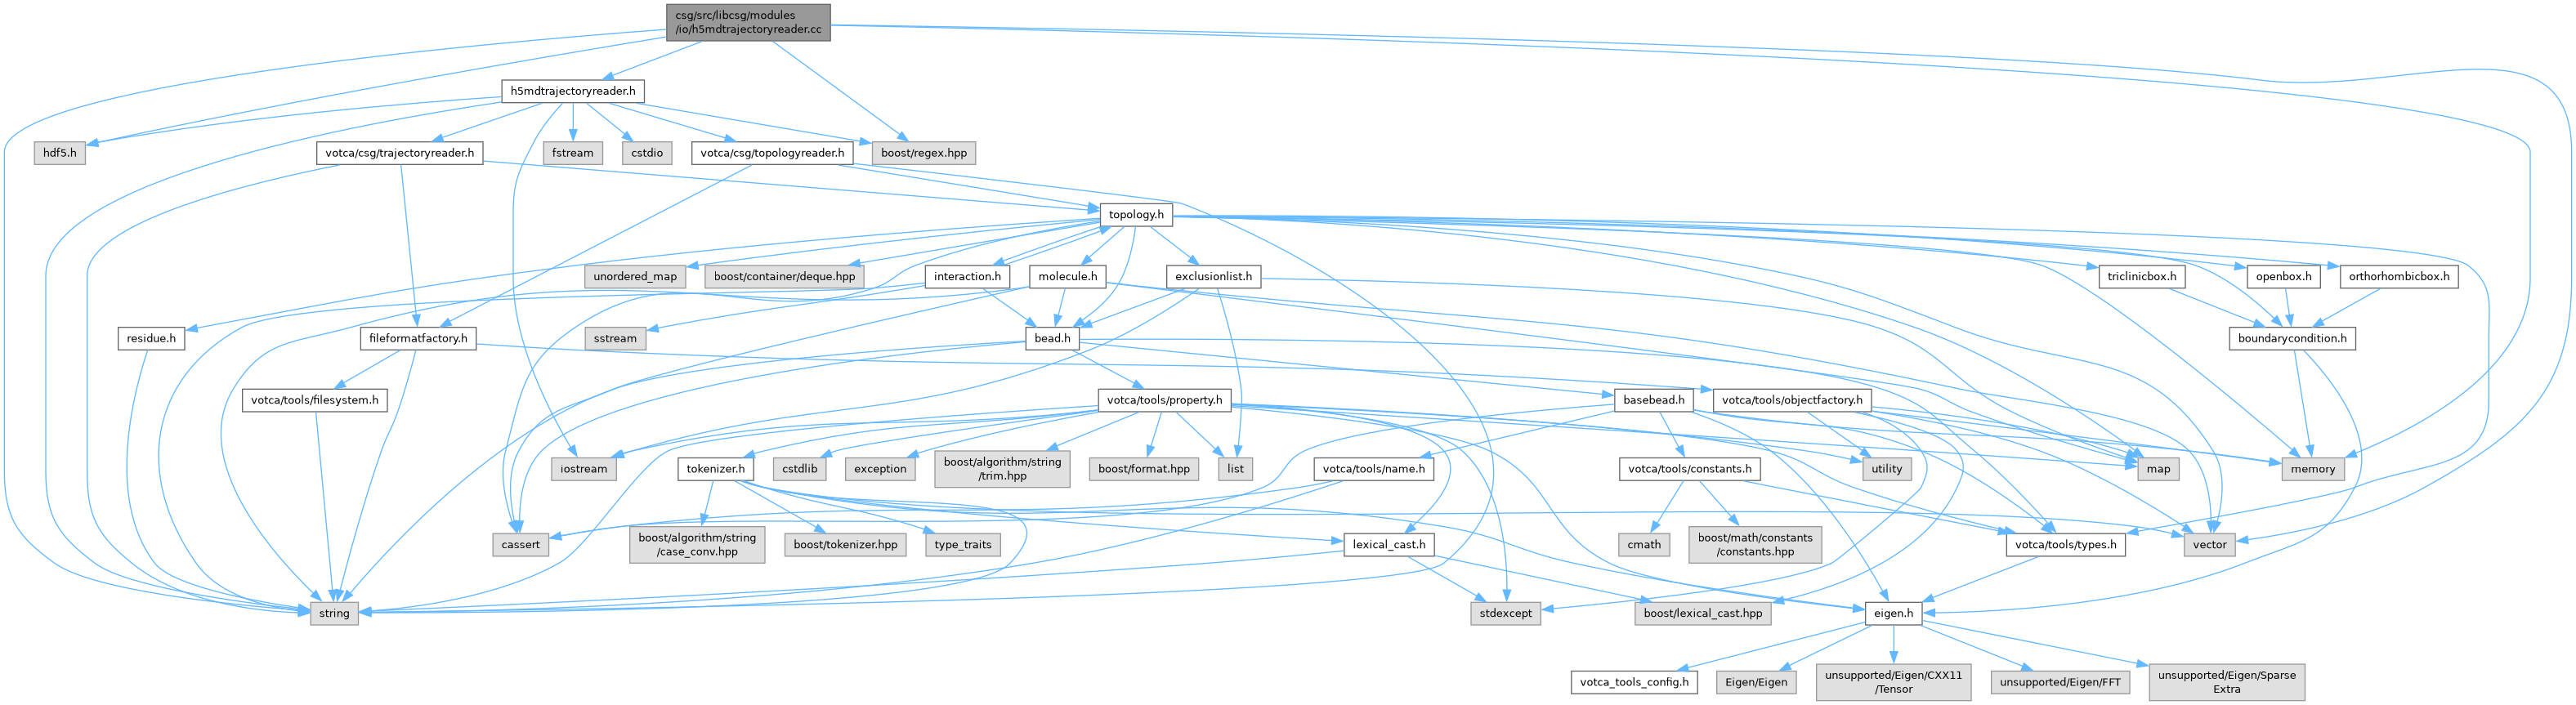 csg/src/libcsg/modules
/io/h5mdtrajectoryreader.cc
h5mdtrajectoryreader.h
hdf5.h
votca/csg/trajectoryreader.h
fstream
cstdio
votca/csg/topologyreader.h
boost/regex.hpp
topology.h
unordered_map
boost/container/deque.hpp
interaction.h
molecule.h
exclusionlist.h
triclinicbox.h
openbox.h
orthorhombicbox.h
residue.h
fileformatfactory.h
sstream
bead.h
boundarycondition.h
votca/tools/filesystem.h
votca/tools/property.h
basebead.h
votca/tools/objectfactory.h
iostream
tokenizer.h
cstdlib
exception
boost/algorithm/string
/trim.hpp
boost/format.hpp
list
votca/tools/name.h
votca/tools/constants.h
utility
map
memory
cassert
boost/algorithm/string
/case_conv.hpp
boost/tokenizer.hpp
type_traits
lexical_cast.h
cmath
boost/math/constants
/constants.hpp
votca/tools/types.h
vector
string
stdexcept
boost/lexical_cast.hpp
eigen.h
votca_tools_config.h
Eigen/Eigen
unsupported/Eigen/CXX11
/Tensor
unsupported/Eigen/FFT
unsupported/Eigen/Sparse
Extra